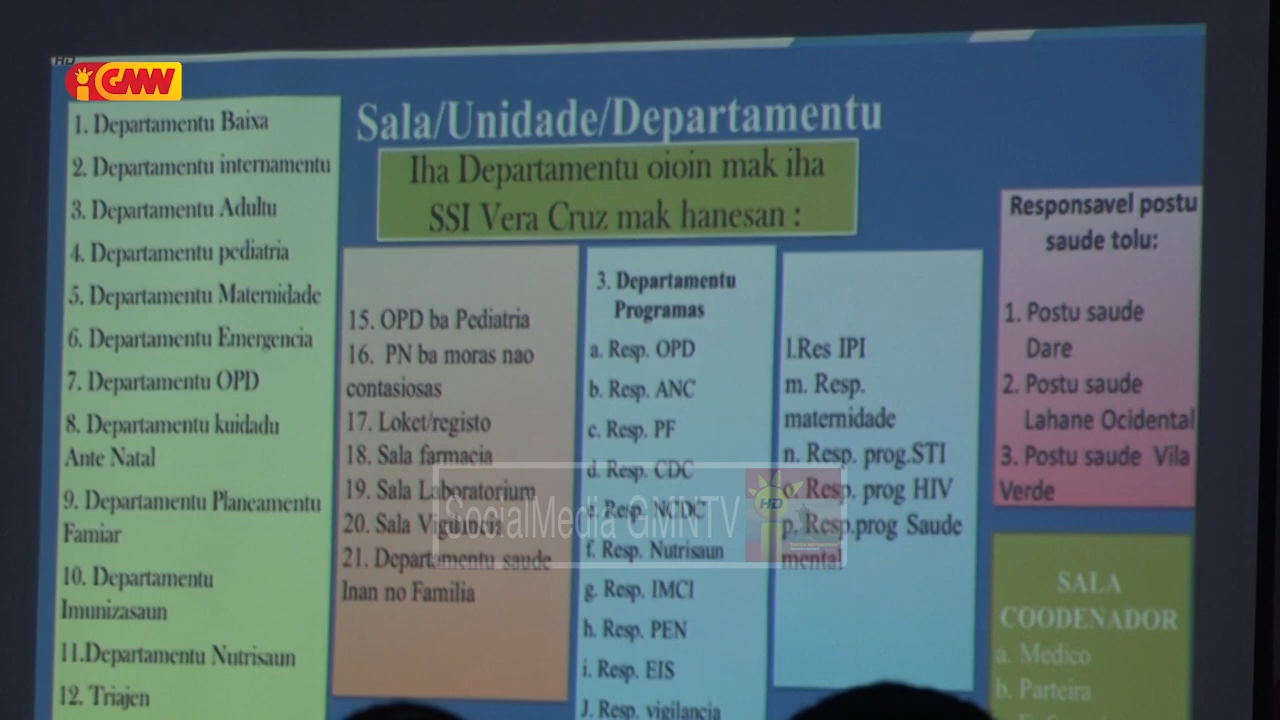 HD
GMN
Sala/Unidade/Departamentu
Iha Departamentu oioin mak iha
SSI Vera Cruz mak hanesan :
1. Departamentu Baixa
2. Departamentu internamentu
3. Departamentu Adultu
4. Departamentu pediatria
5. Departamentu Maternidade
6. Departamentu Emergencia
7. Departamentu OPD
8. Departamentu kuidadu
Ante Natal
9. Departamentu Planeamentu
Famiar
10. Departamentu
Imunizasaun
11.Departamentu Nutrisaun
12. Triajen
15. OPD ba Pediatria
16. PN ba moras nao
contasiosas
17. Loket/registo
18. Sala farmacia
19. Sala Laboratorium
20. Sala Vigilancia
21. Departamentu saude
Inan no Familia
3. Departamentu
Programas
a. Resp. OPD
b. Resp. ANC
c. Resp. PF
d. Resp. CDC
e. Resp. NCDC
f. Resp. Nutrisaun
g. Resp. IMCI
h. Resp. PEN
i. Resp. EIS
J. Resp. vigilancia
l.Res IPI
m. Resp.
maternidade
n. Resp. prog.STI
o. Resp. prog HIV
p. Resp.prog Saude
mental
Responsavel postu
saude tolu:
1. Postu saude
Dare
2. Postu saude
Lahane Ocidental
3. Postu saude Vila
Verde
SALA
COODENADOR
a. Medico
b. Parteira
SocialMedia GMNTV
HD